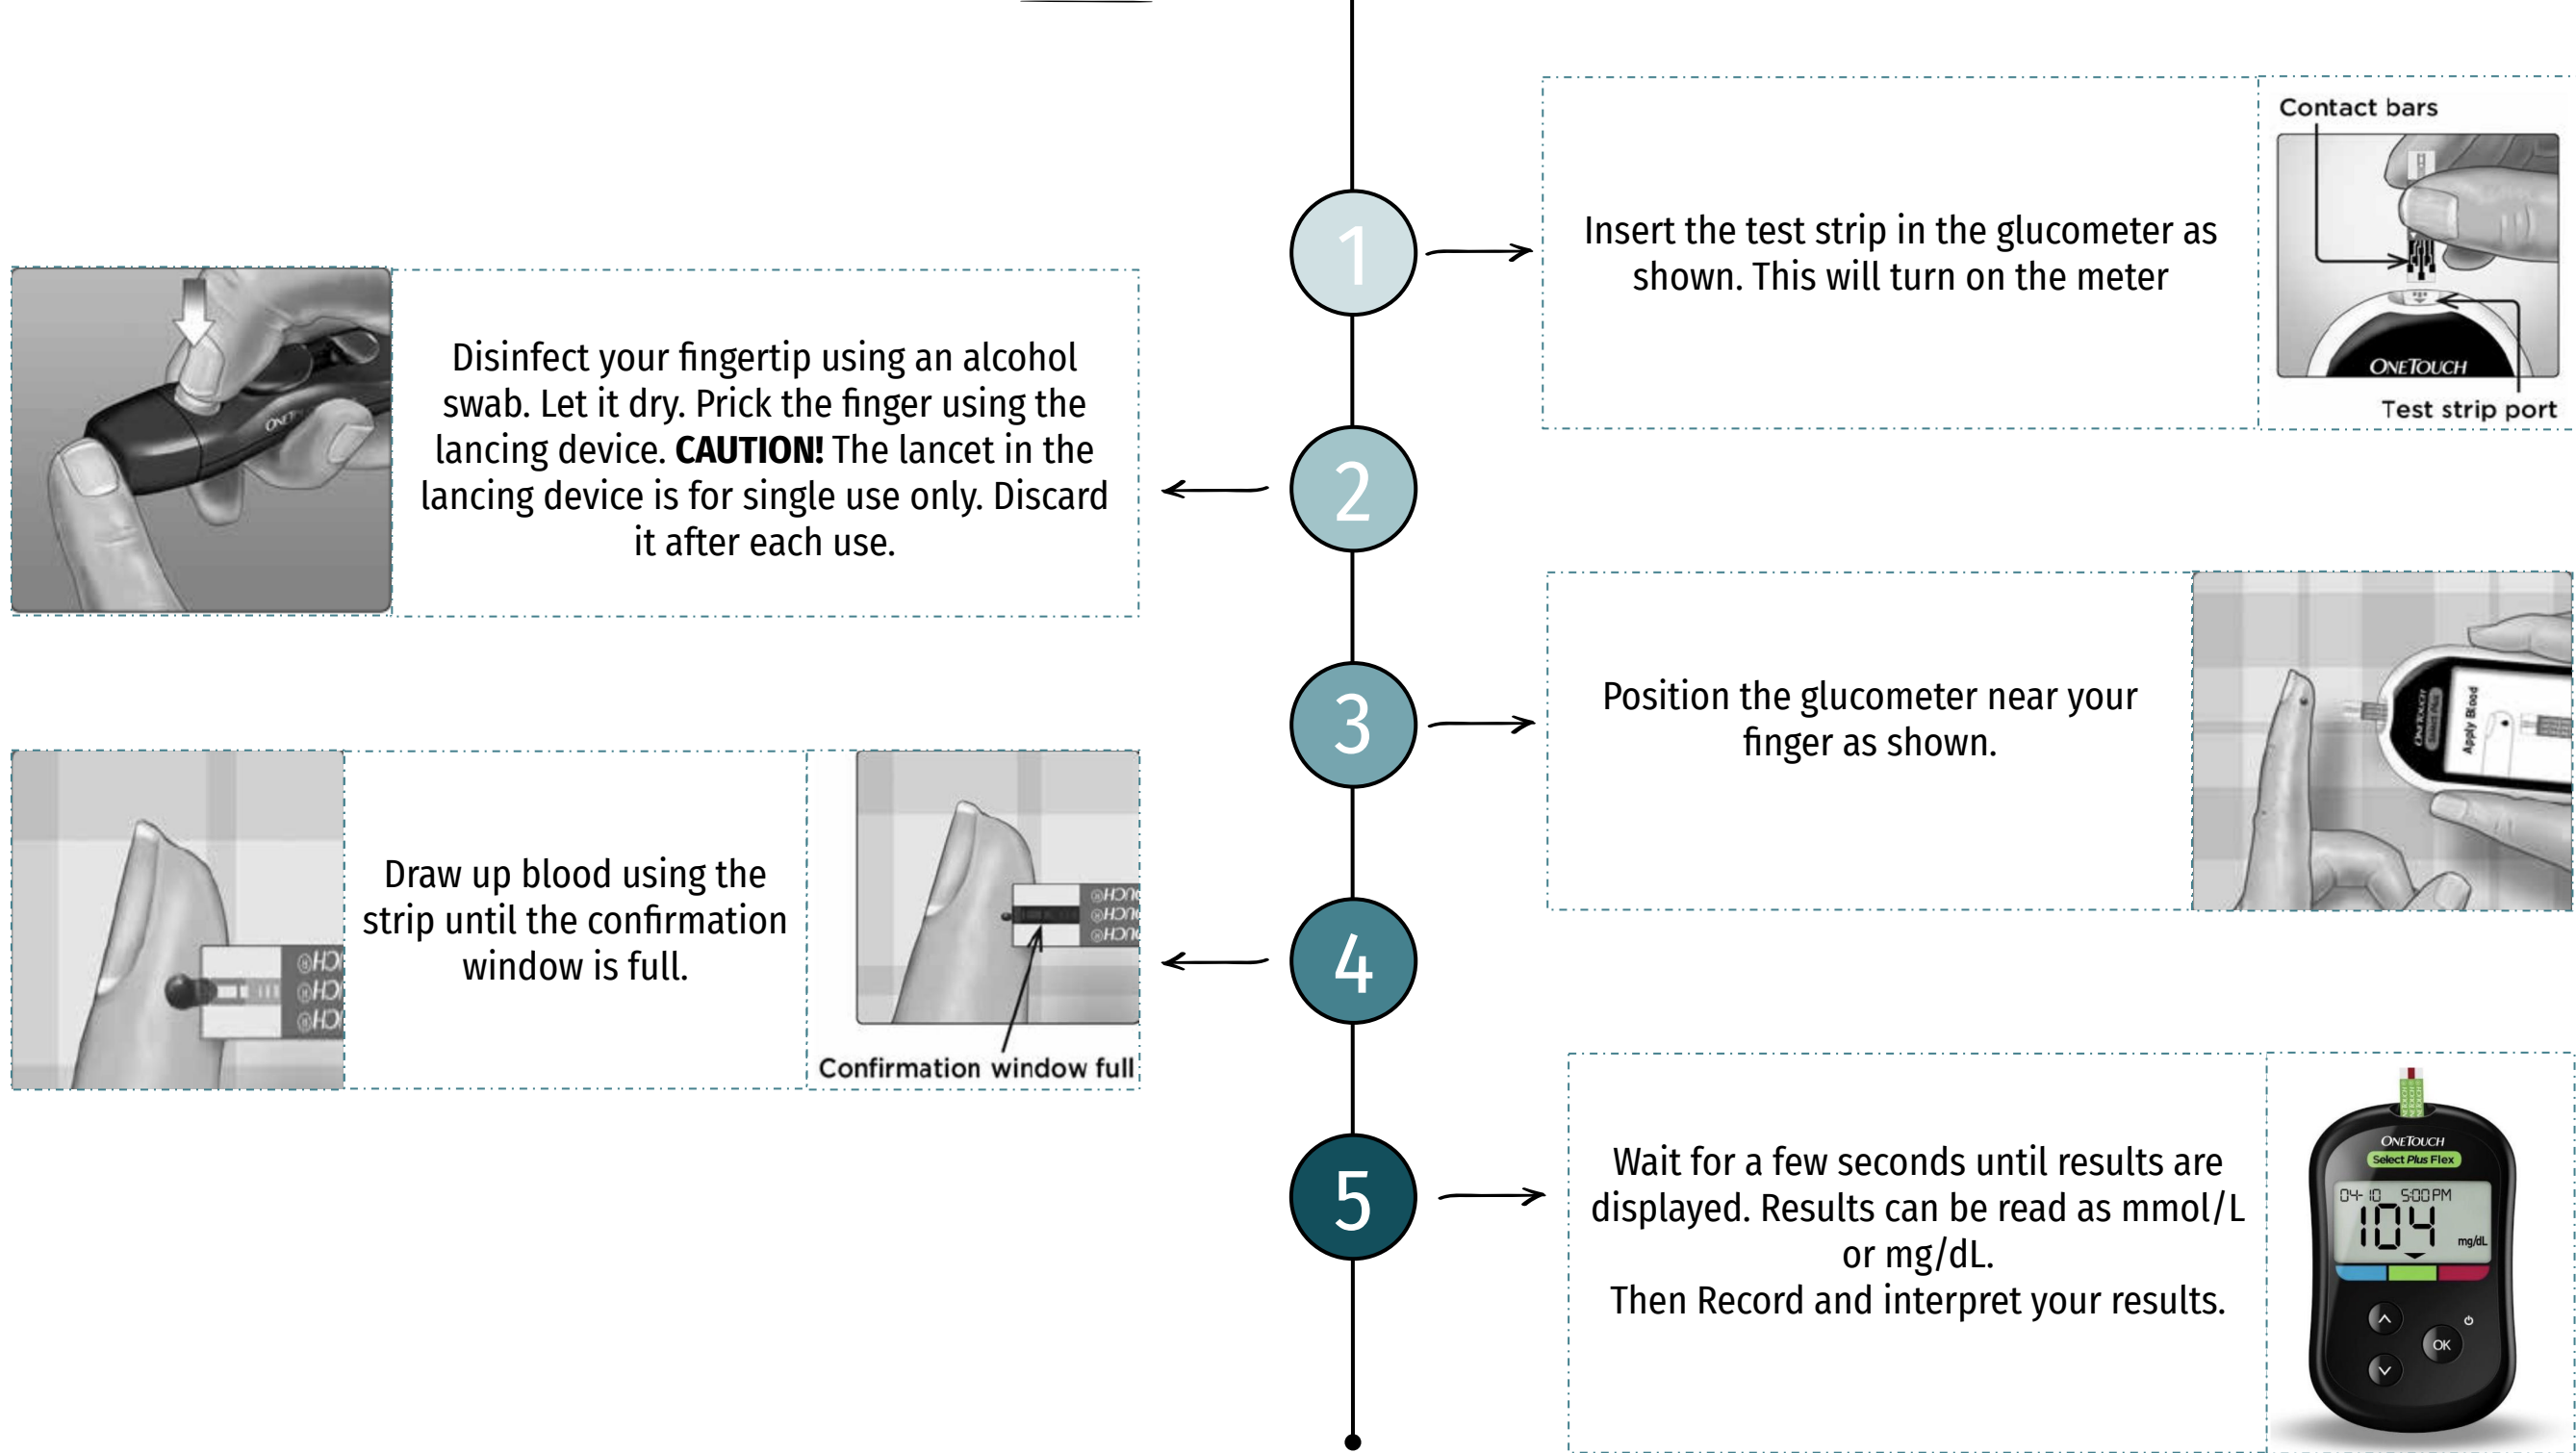 1
Contact bars
ONETOUCH
Test strip port
Insert the test strip in the glucometer as
shown. This will turn on the meter
2
Disinfect your fingertip using an alcohol
swab. Let it dry. Prick the finger using the
lancing device. CAUTION! The lancet in the
lancing device is for single use only. Discard
it after each use.
3
Position the glucometer near your
finger as shown.
ONETOUCH
Select Plus
Apply Blood
4
Draw up blood using the
strip until the confirmation
window is full.
Confirmation window full
5
Wait for a few seconds until results are
displayed. Results can be read as mmol/L
or mg/dL.
Then Record and interpret your results.
ONETOUCH
Select Plus Flex
04-10 5:00PM
104
mg/dL
OK